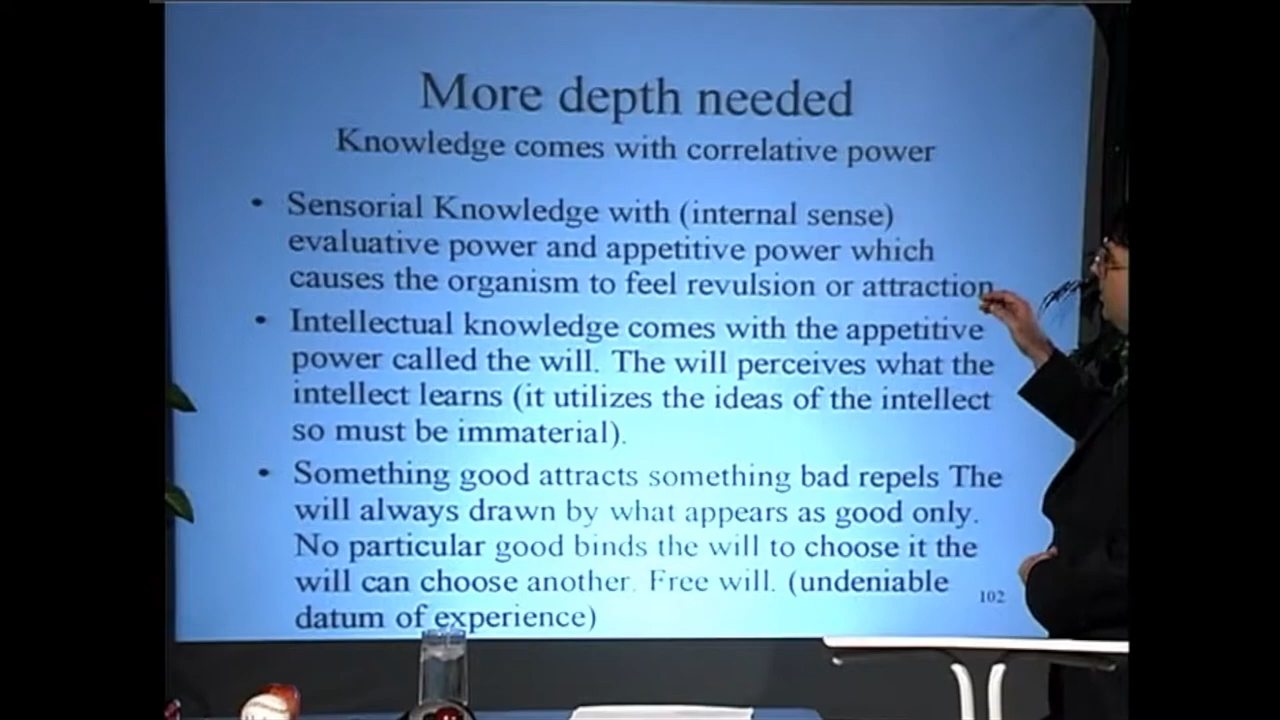 More depth needed
Knowledge comes with correlative power
• Sensorial Knowledge with (internal sense)
evaluative power and appetitive power which
causes the organism to feel revulsion or attraction
• Intellectual knowledge comes with the appetitive
power called the will. The will perceives what the
intellect learns (it utilizes the ideas of the intellect
so must be immaterial).
• Something good attracts something bad repels The
will always drawn by what appears as good only.
No particular good binds the will to choose it the
will can choose another. Free will. (undeniable
datum of experience)
102